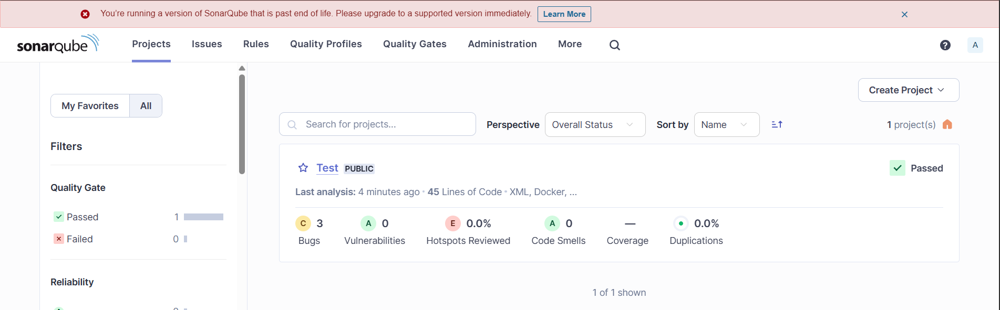 You're running a version of SonarQube that is past end of life. Please upgrade to a supported version immediately. Learn More
sonarqube Projects Issues Rules Quality Profiles Quality Gates Administration More A
My Favorites All
Filters
Quality Gate
Passed 1
Failed 0
Reliability
Create Project
Search for projects... Perspective Overall Status Sort by Name 1 project(s)
Test PUBLIC Passed
Last analysis: 4 minutes ago • 45 Lines of Code • XML, Docker, ...
C 3 A 0 E 0.0% A 0 — 0.0%
Bugs Vulnerabilities Hotspots Reviewed Code Smells Coverage Duplications
1 of 1 shown